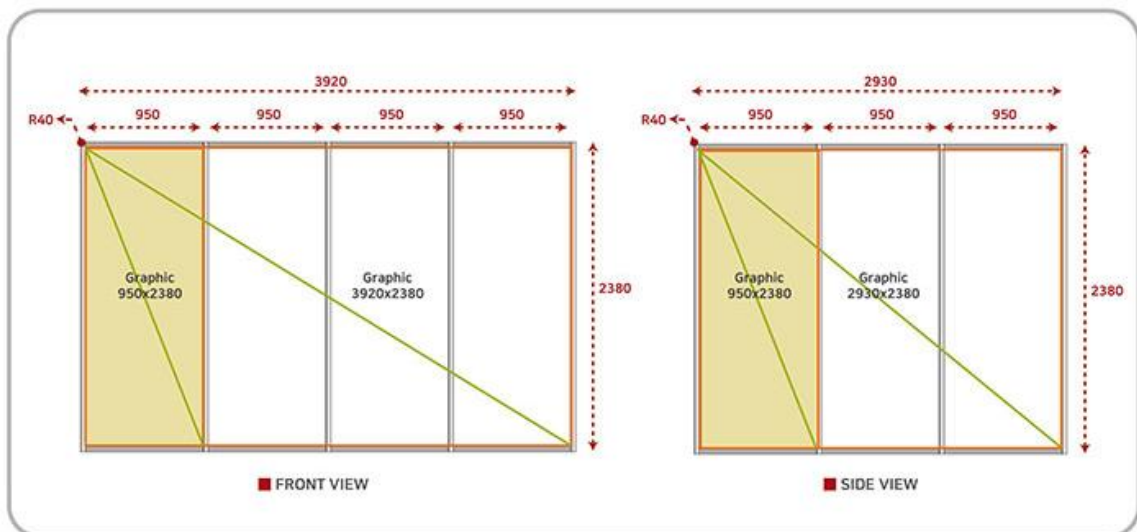 3920
950 950 950 950
R40
Graphic
950x2380
Graphic
3920x2380
2380
FRONT VIEW
2930
950 950 950
R40
Graphic
950x2380
Graphic
2930x2380
2380
SIDE VIEW